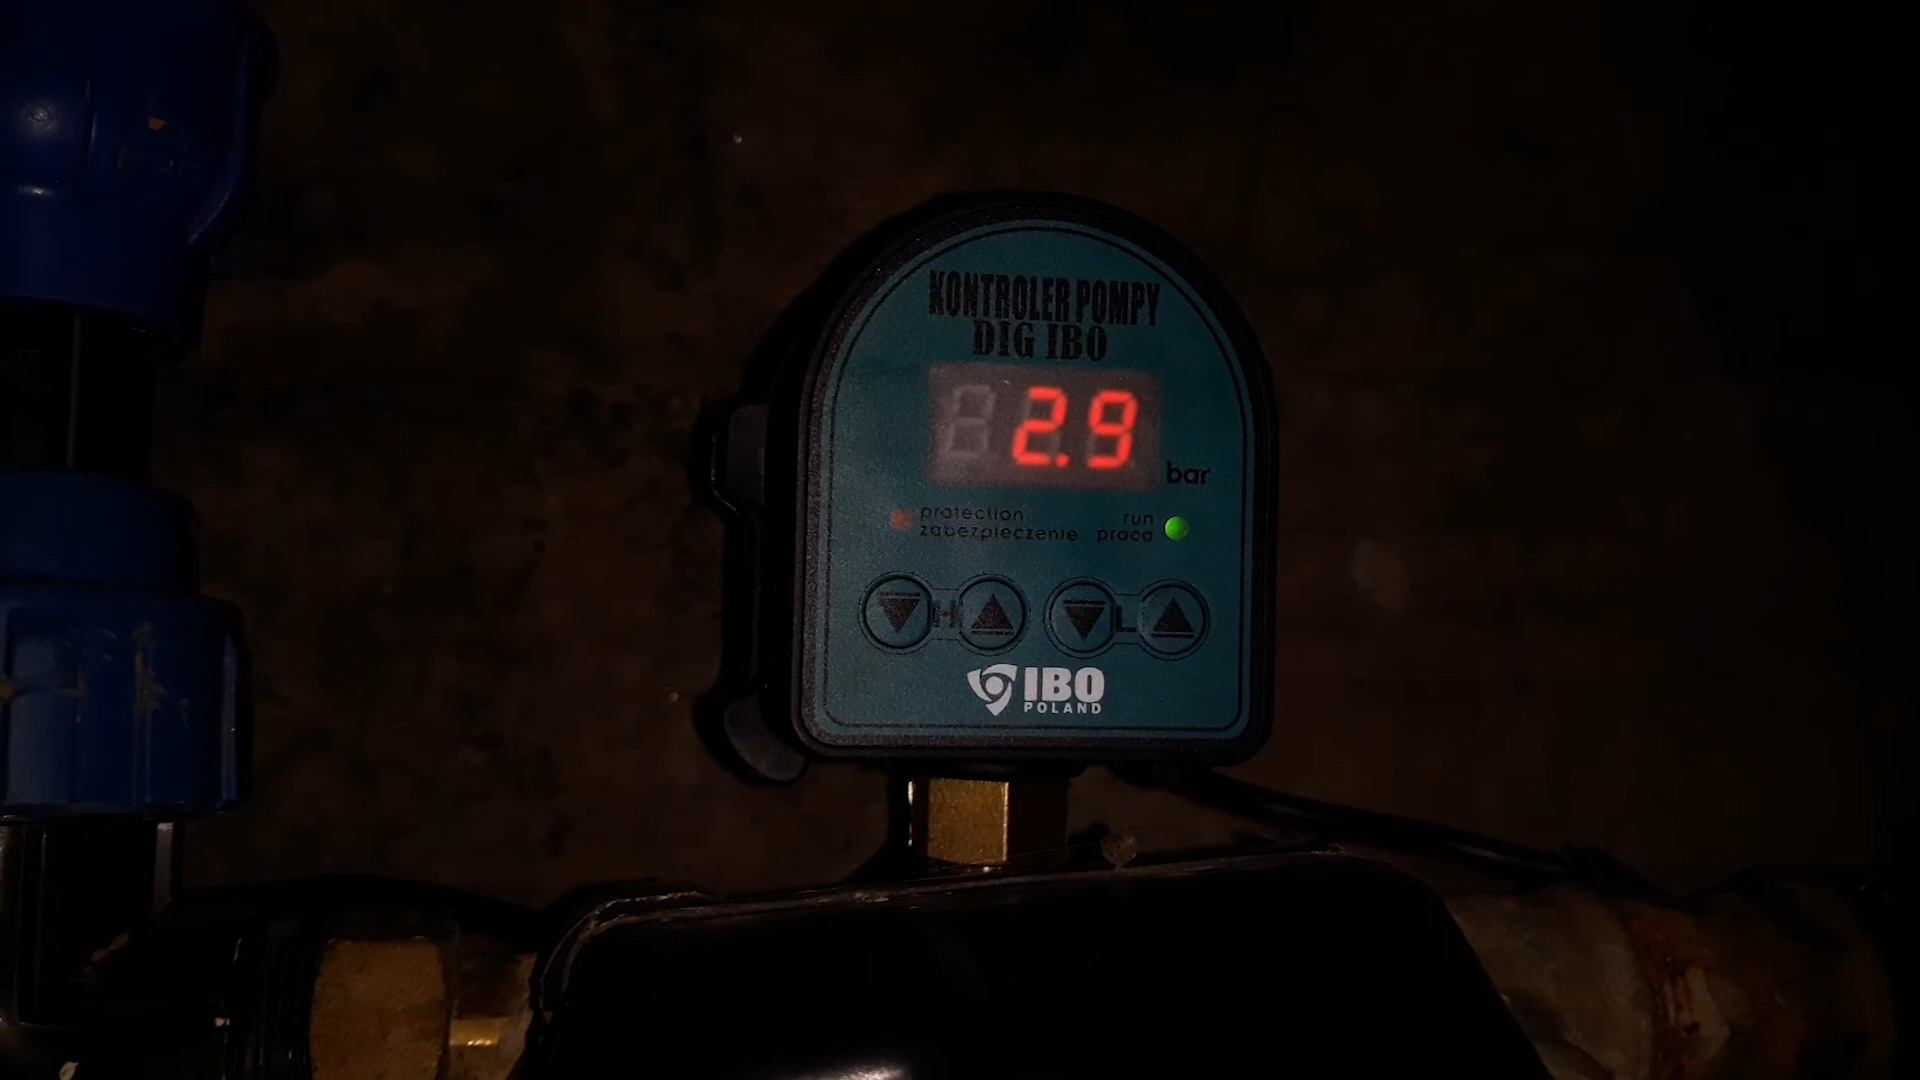 KONTROLER POMPY
DIG IBO
2.9
bar
protection
zabezpieczenie
run
praca
H
L
IBO
POLAND